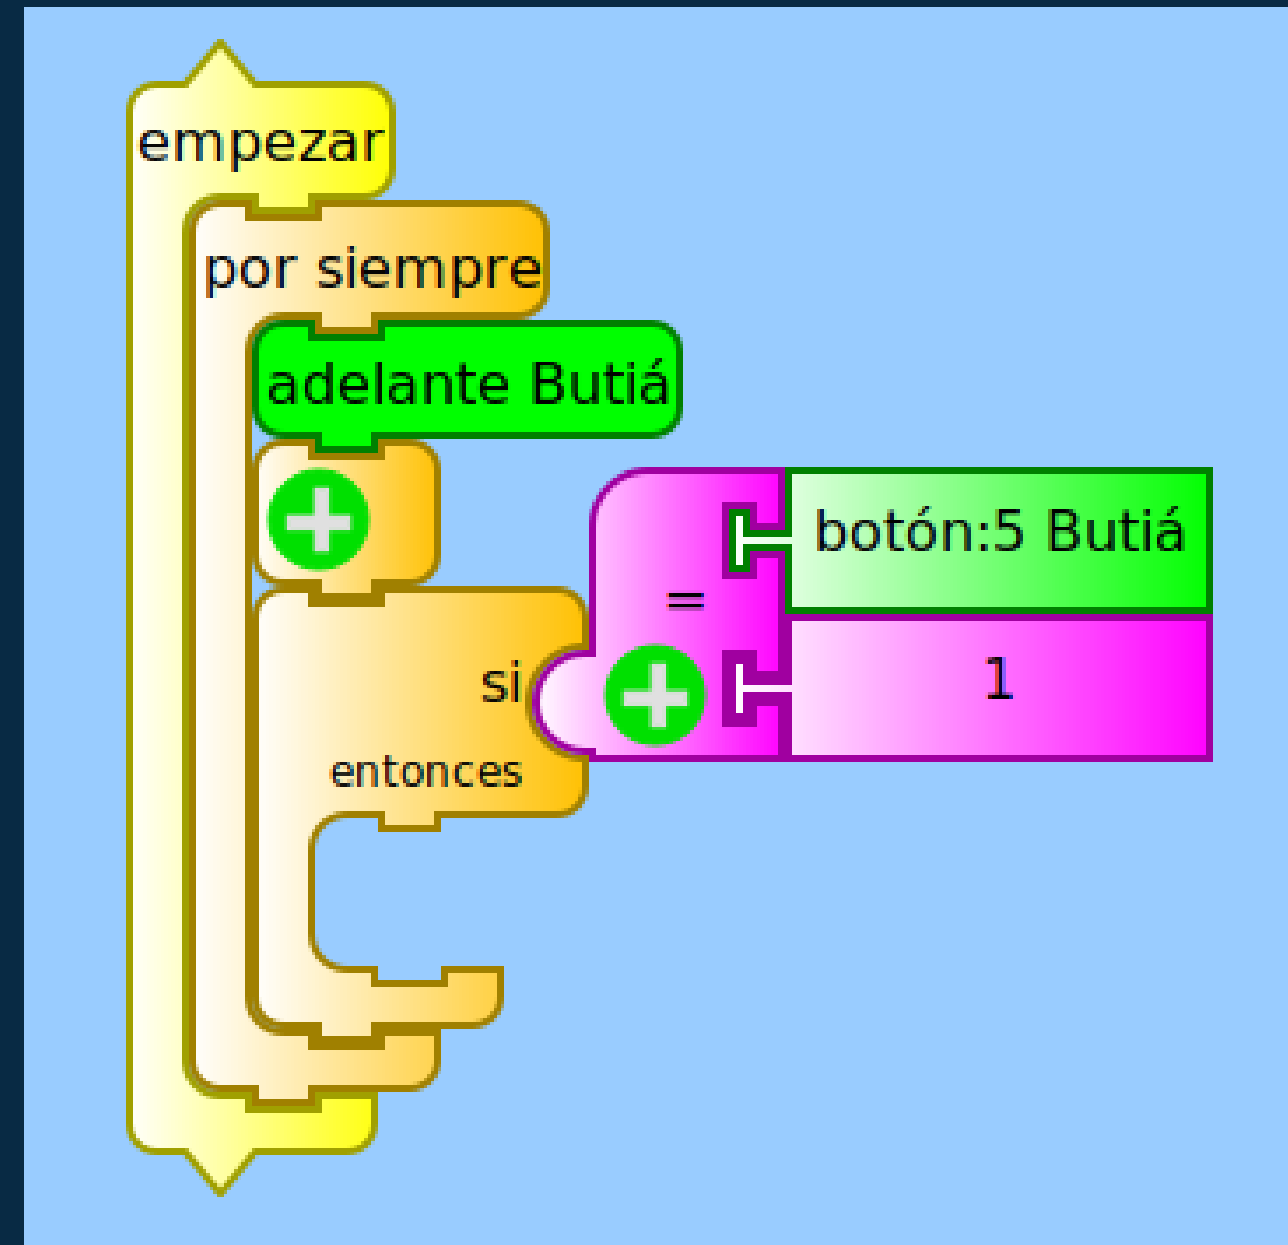 empezar
por siempre
adelante Butiá
botón:5 Butiá
=
si
1
entonces